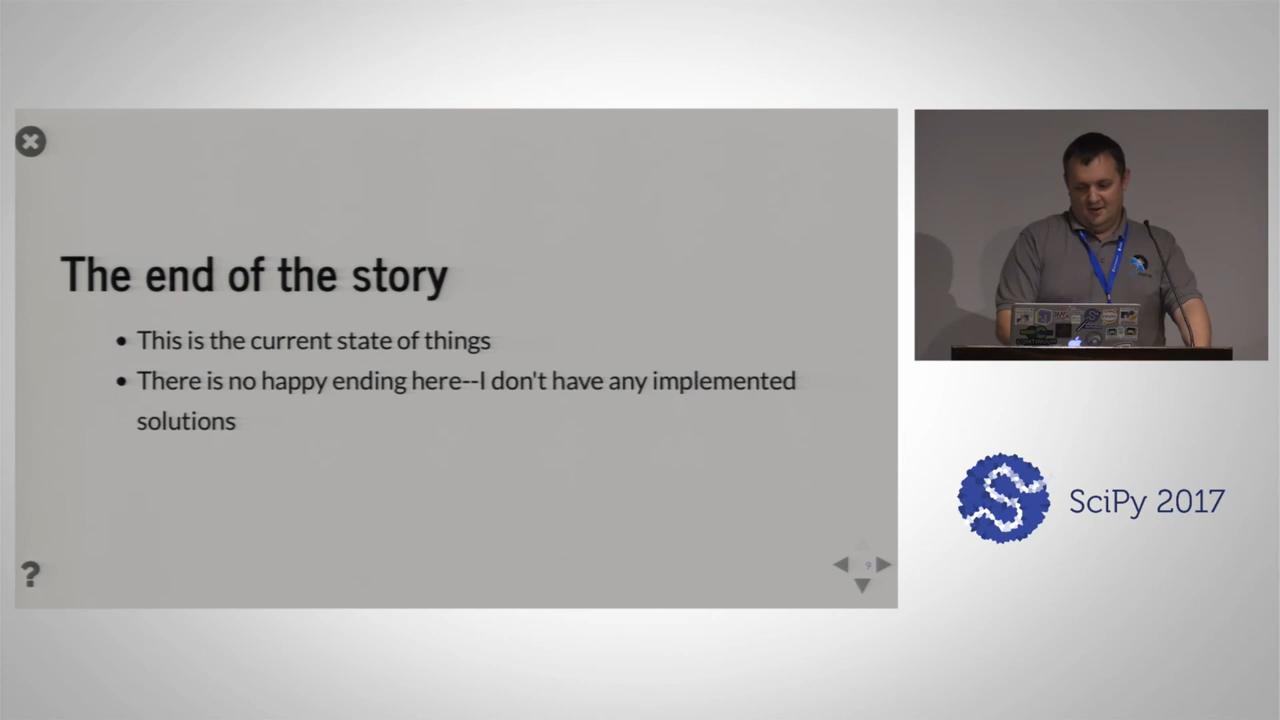 The end of the story
• This is the current state of things
• There is no happy ending here--I don't have any implemented
solutions
?
9
SciPy 2017